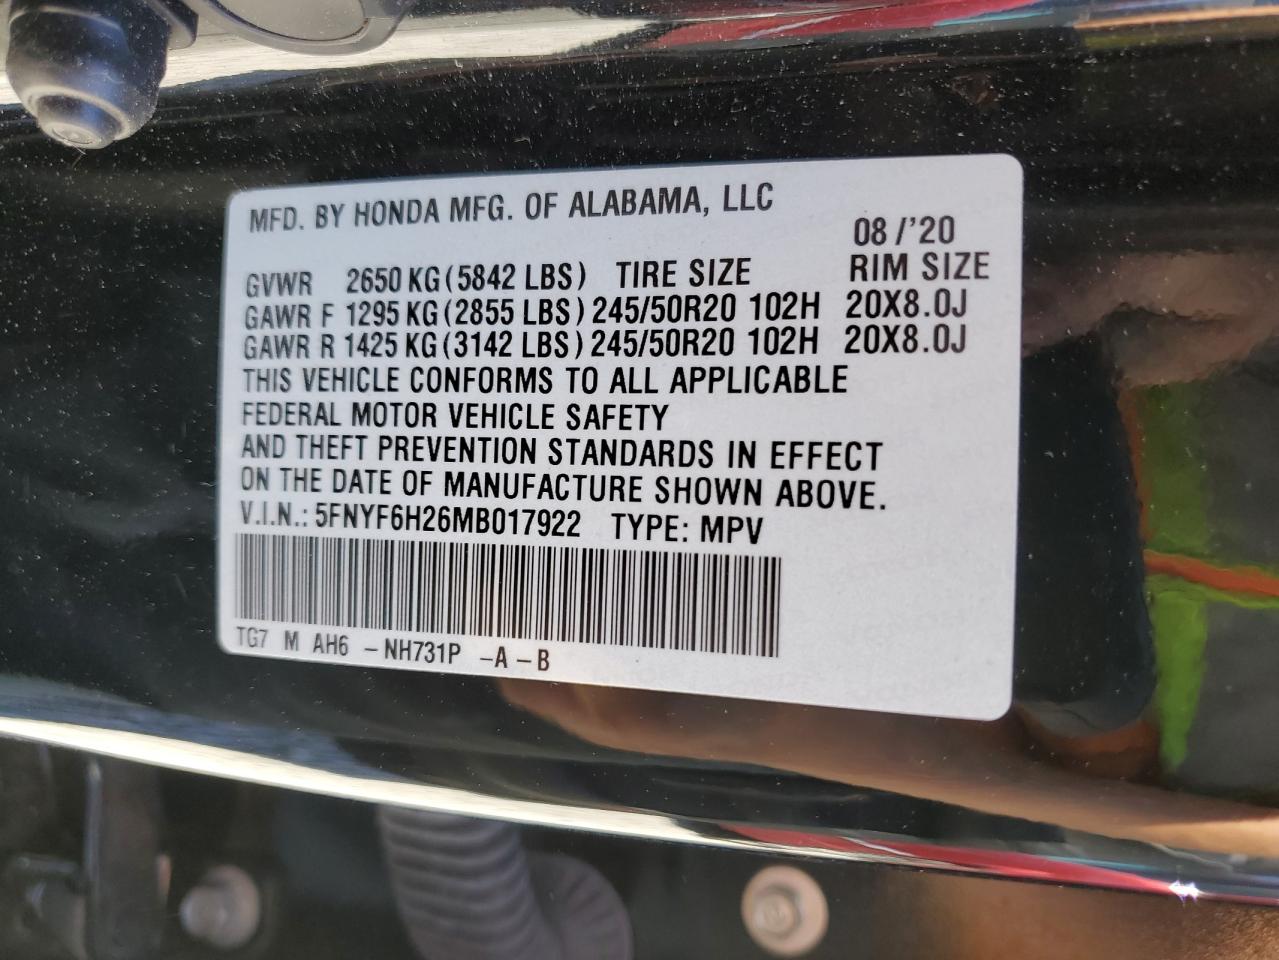 MFD. BY HONDA MFG. OF ALABAMA, LLC
08/'20
GVWR 2650 KG (5842 LBS) TIRE SIZE RIM SIZE
GAWR F 1295 KG (2855 LBS) 245/50R20 102H 20X8.0J
GAWR R 1425 KG (3142 LBS) 245/50R20 102H 20X8.0J
THIS VEHICLE CONFORMS TO ALL APPLICABLE
FEDERAL MOTOR VEHICLE SAFETY
AND THEFT PREVENTION STANDARDS IN EFFECT
ON THE DATE OF MANUFACTURE SHOWN ABOVE.
V.I.N.: 5FNYF6H26MB017922 TYPE: MPV
TG7 M AH6 - NH731P - A - B